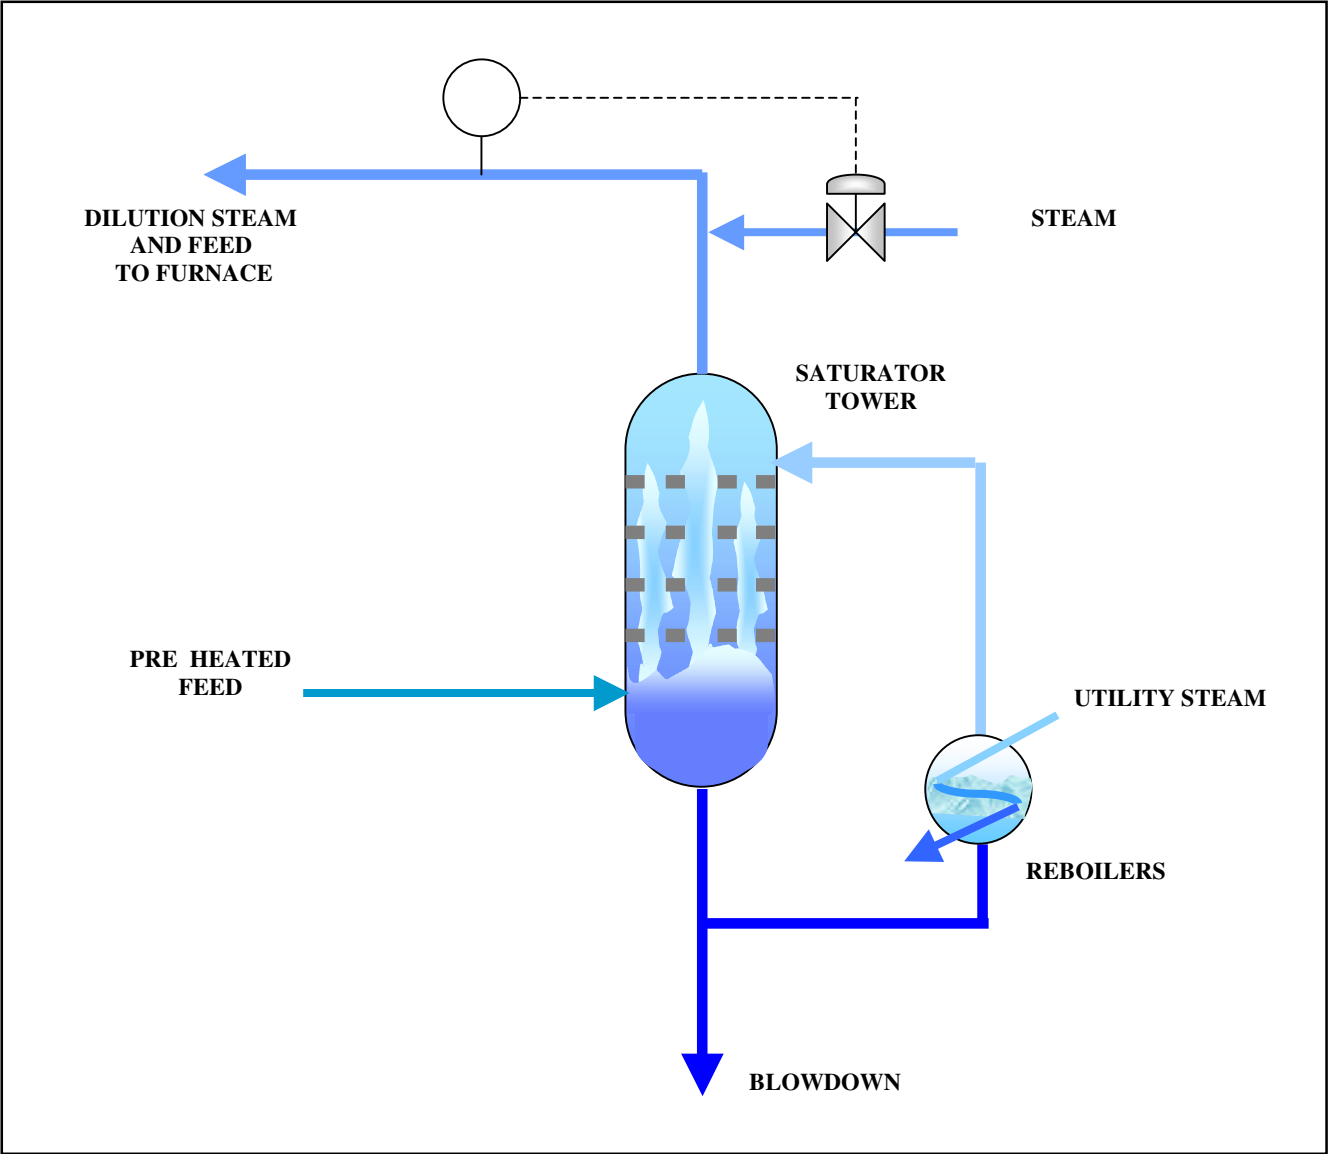 DILUTION STEAM
AND FEED
TO FURNACE
STEAM
SATURATOR
TOWER
PRE  HEATED
FEED
UTILITY STEAM
REBOILERS
BLOWDOWN